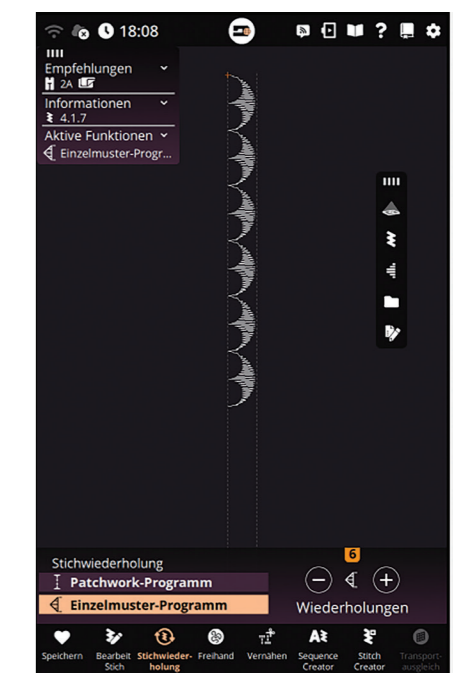 18:08
?
Empfehlungen
2A
Informationen
4.1.7
Aktive Funktionen
Einzelmuster-Progr...
6
Stichwiederholung
Patchwork-Programm
Einzelmuster-Programm
Wiederholungen
Speichern
Bearbeit
Stich
Stichwieder-
holung
Freihand
Vernähen
Sequence
Creator
Stitch
Creator
Transport-
ausgleich